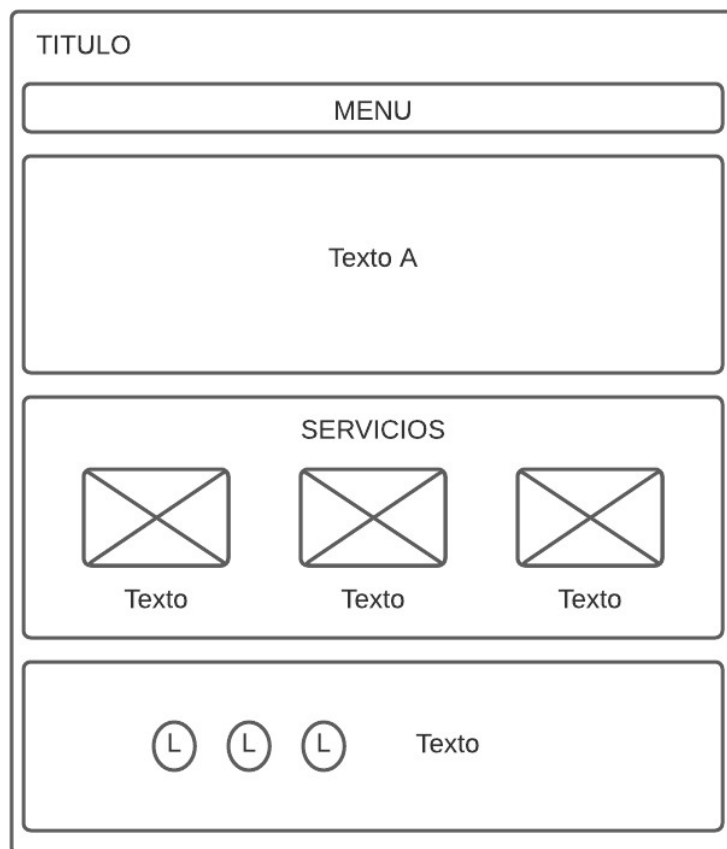 TITULO
MENU
Texto A
SERVICIOS
Texto Texto Texto
L L L Texto